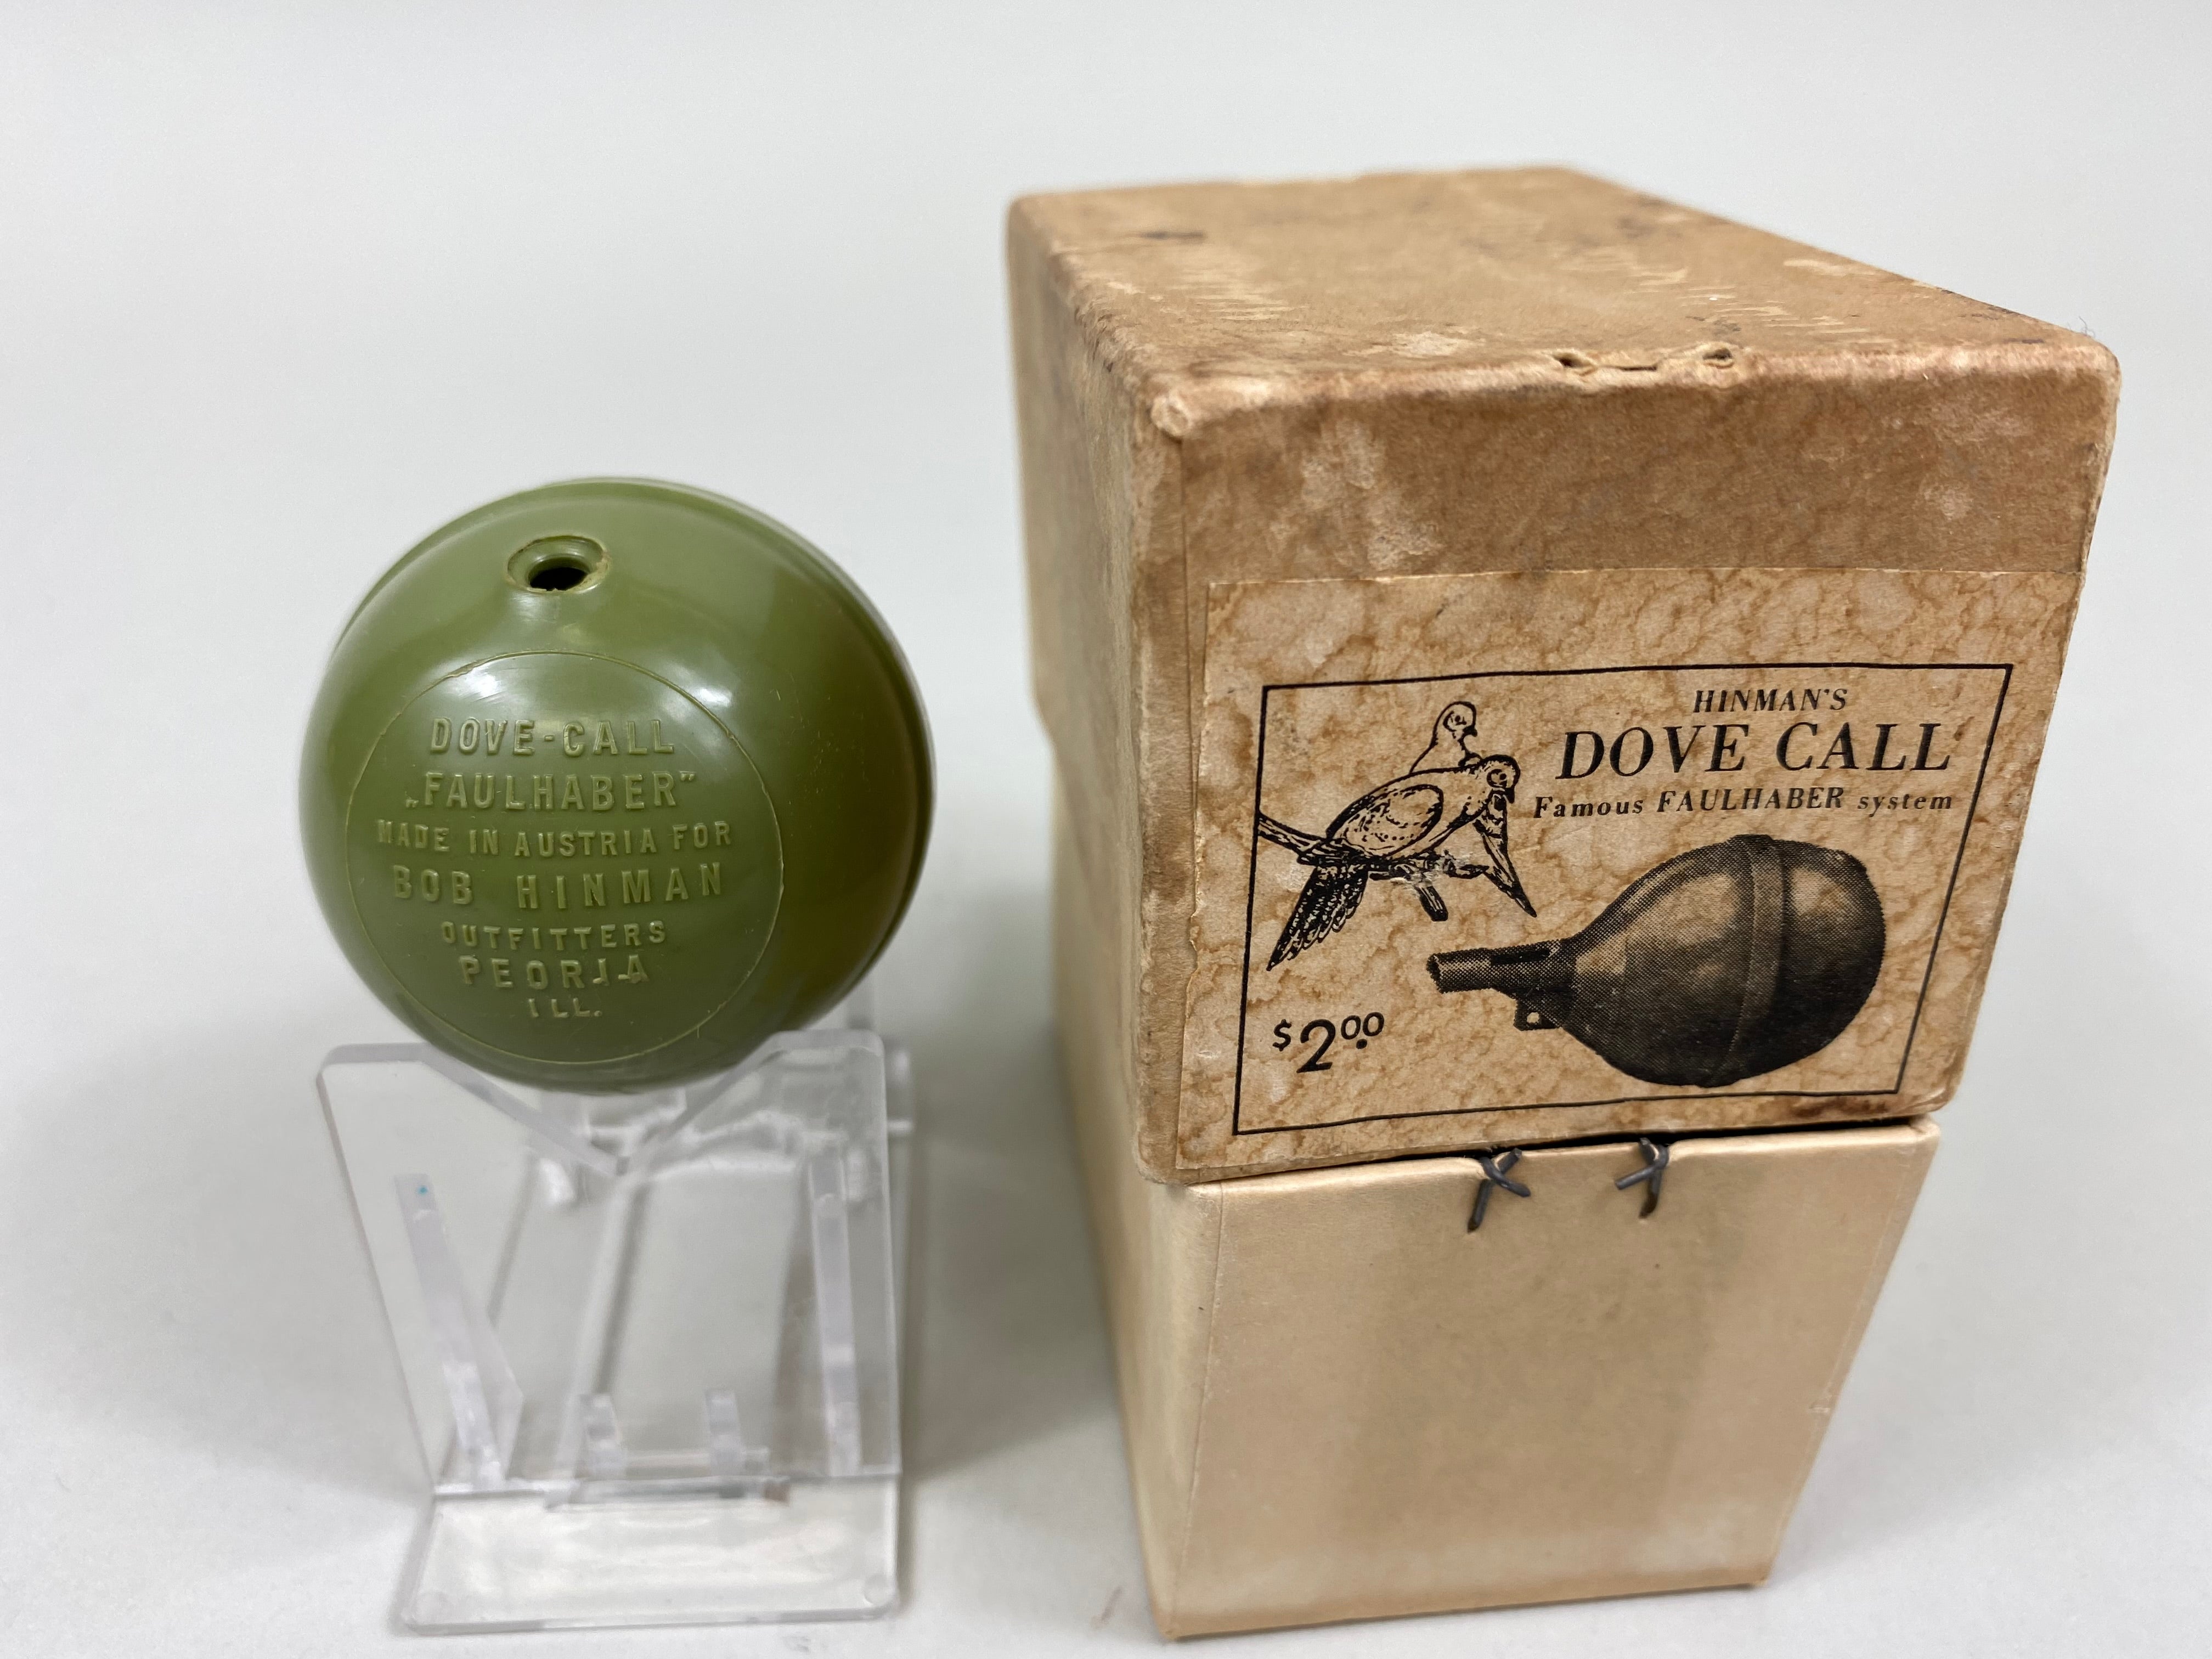 DOVE-CALL
„FAULHABER”
MADE IN AUSTRIA FOR
BOB HINMAN
OUTFITTERS
PEORIA
ILL.
HINMAN'S
DOVE CALL
Famous FAULHABER system
$2.00